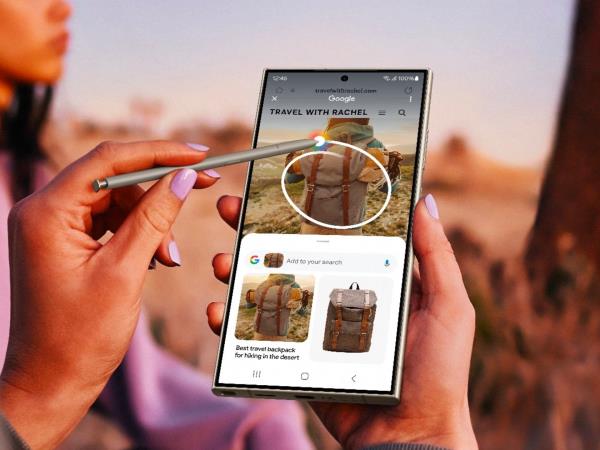 12:46
100%
travelwithrachel.com
Google
TRAVEL WITH RACHEL
G
Add to your search
Best travel backpack
for hiking in the desert